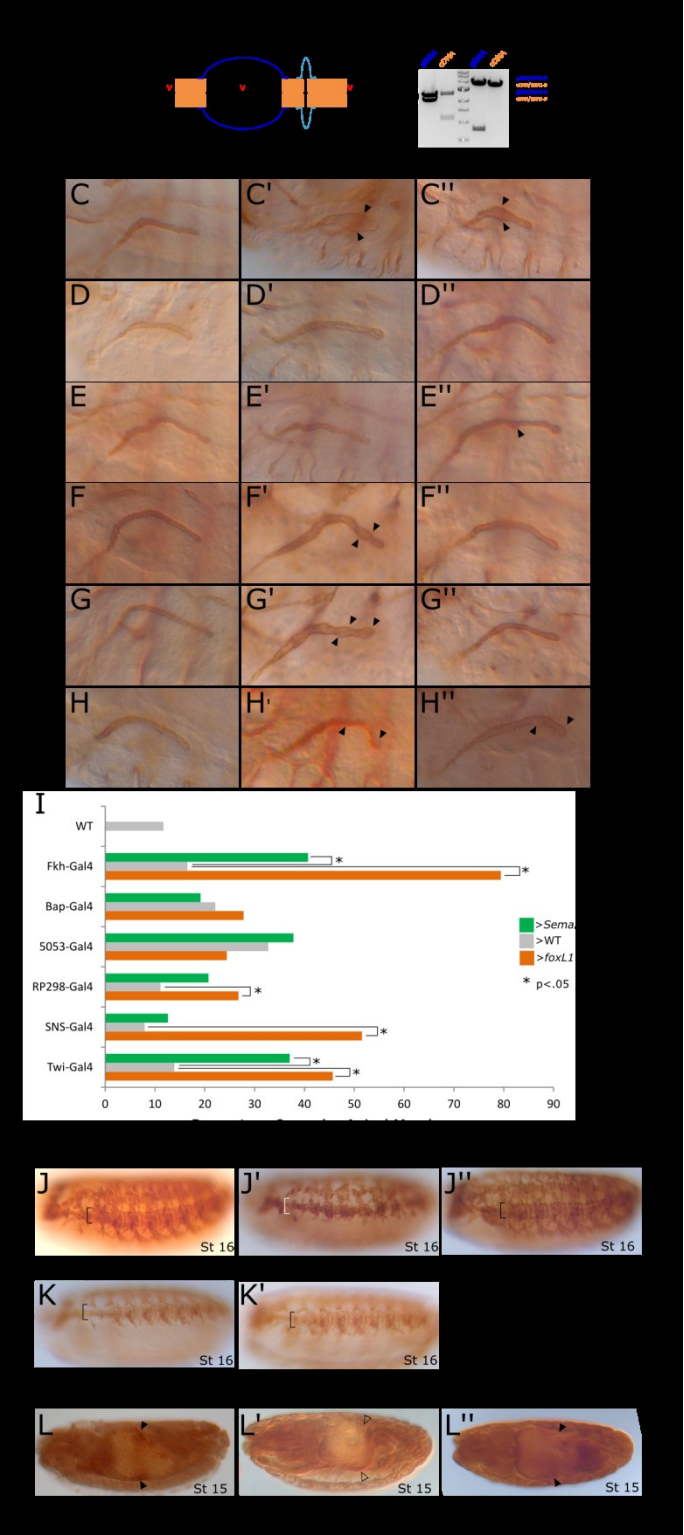 v v v
C C' C''
D D' D''
E E' E''
F F' F''
G G' G''
H H' H''
I
WT
Fkh-Gal4
Bap-Gal4
5053-Gal4
RP298-Gal4
SNS-Gal4
Twi-Gal4
* * * * * *
>Sema
>WT
>foxL1
* p<.05
0 10 20 30 40 50 60 70 80 90
J J' J''
St 16 St 16 St 16
K K'
St 16 St 16
L L' L''
St 15 St 15 St 15